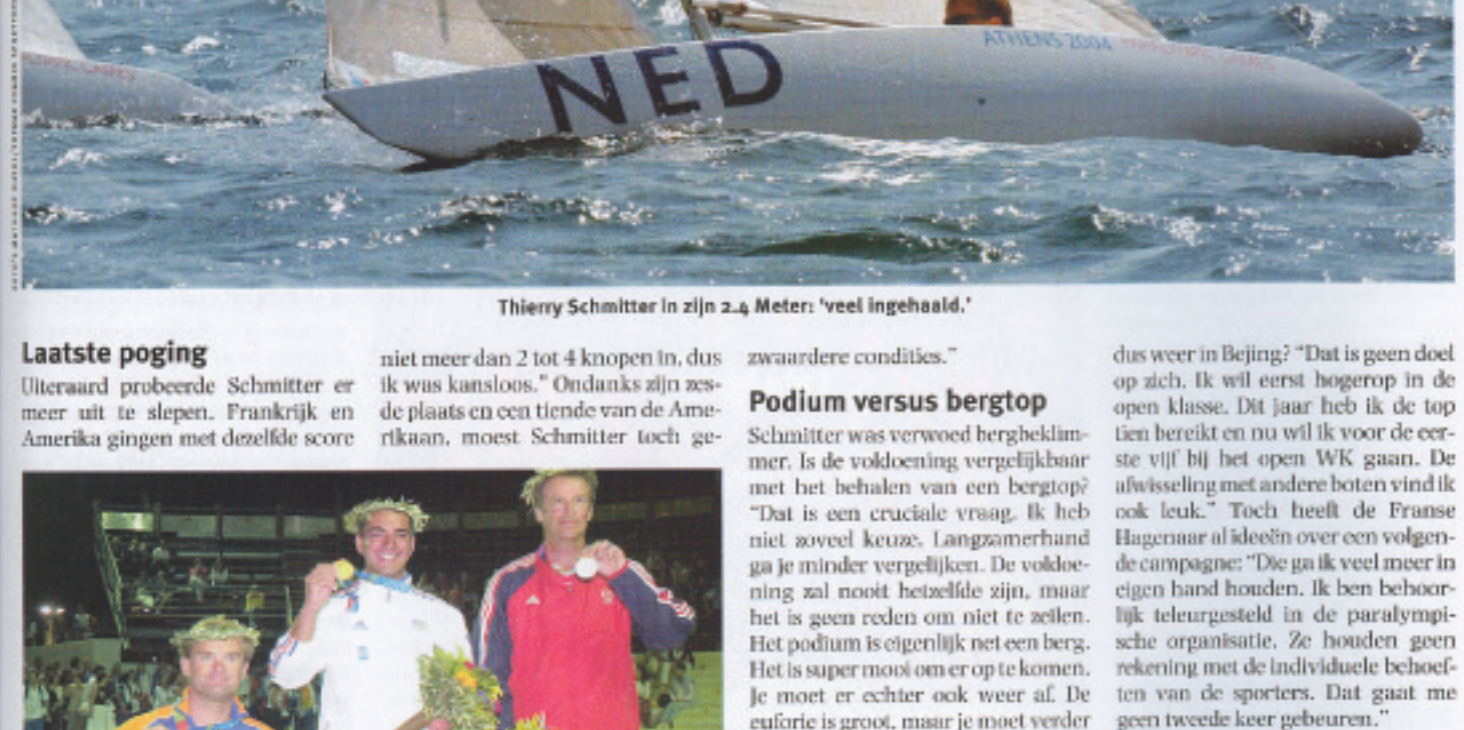 NED
ATHENS 2004 PARALYMPIC GAMES
Thierry Schmitter in zijn 2.4 Meter: 'veel ingehaald.'
Laatste poging
Uiteraard probeerde Schmitter er
meer uit te slepen. Frankrijk en
Amerika gingen met dezelfde score
niet meer dan 2 tot 4 knopen in, dus
ik was kansloos." Ondanks zijn zes-
de plaats en een tiende van de Ame-
rikaan, moest Schmitter toch ge-
zwaardere condities."
Podium versus bergtop
Schmitter was verwoed bergbeklim-
mer. Is de voldoening vergelijkbaar
met het behalen van een bergtop?
"Dat is een cruciale vraag. Ik heb
niet zoveel keuze. Langzamerhand
ga je minder vergelijken. De voldoe-
ning zal nooit hetzelfde zijn, maar
het is geen reden om niet te zeilen.
Het podium is eigenlijk net een berg.
Het is super mooi om er op te komen.
Je moet er echter ook weer af. De
euforie is groot, maar je moet verder
dus weer in Bejing? "Dat is geen doel
op zich. Ik wil eerst hogerop in de
open klasse. Dit jaar heb ik de top
tien bereikt en nu wil ik voor de eer-
ste vijf bij het open WK gaan. De
afwisseling met andere boten vind ik
ook leuk." Toch heeft de Franse
Hagenaar al ideeën over een volgen-
de campagne: "Die ga ik veel meer in
eigen hand houden. Ik ben behoor-
lijk teleurgesteld in de paralympi-
sche organisatie. Ze houden geen
rekening met de individuele behoef-
ten van de sporters. Dat gaat me
geen tweede keer gebeuren."